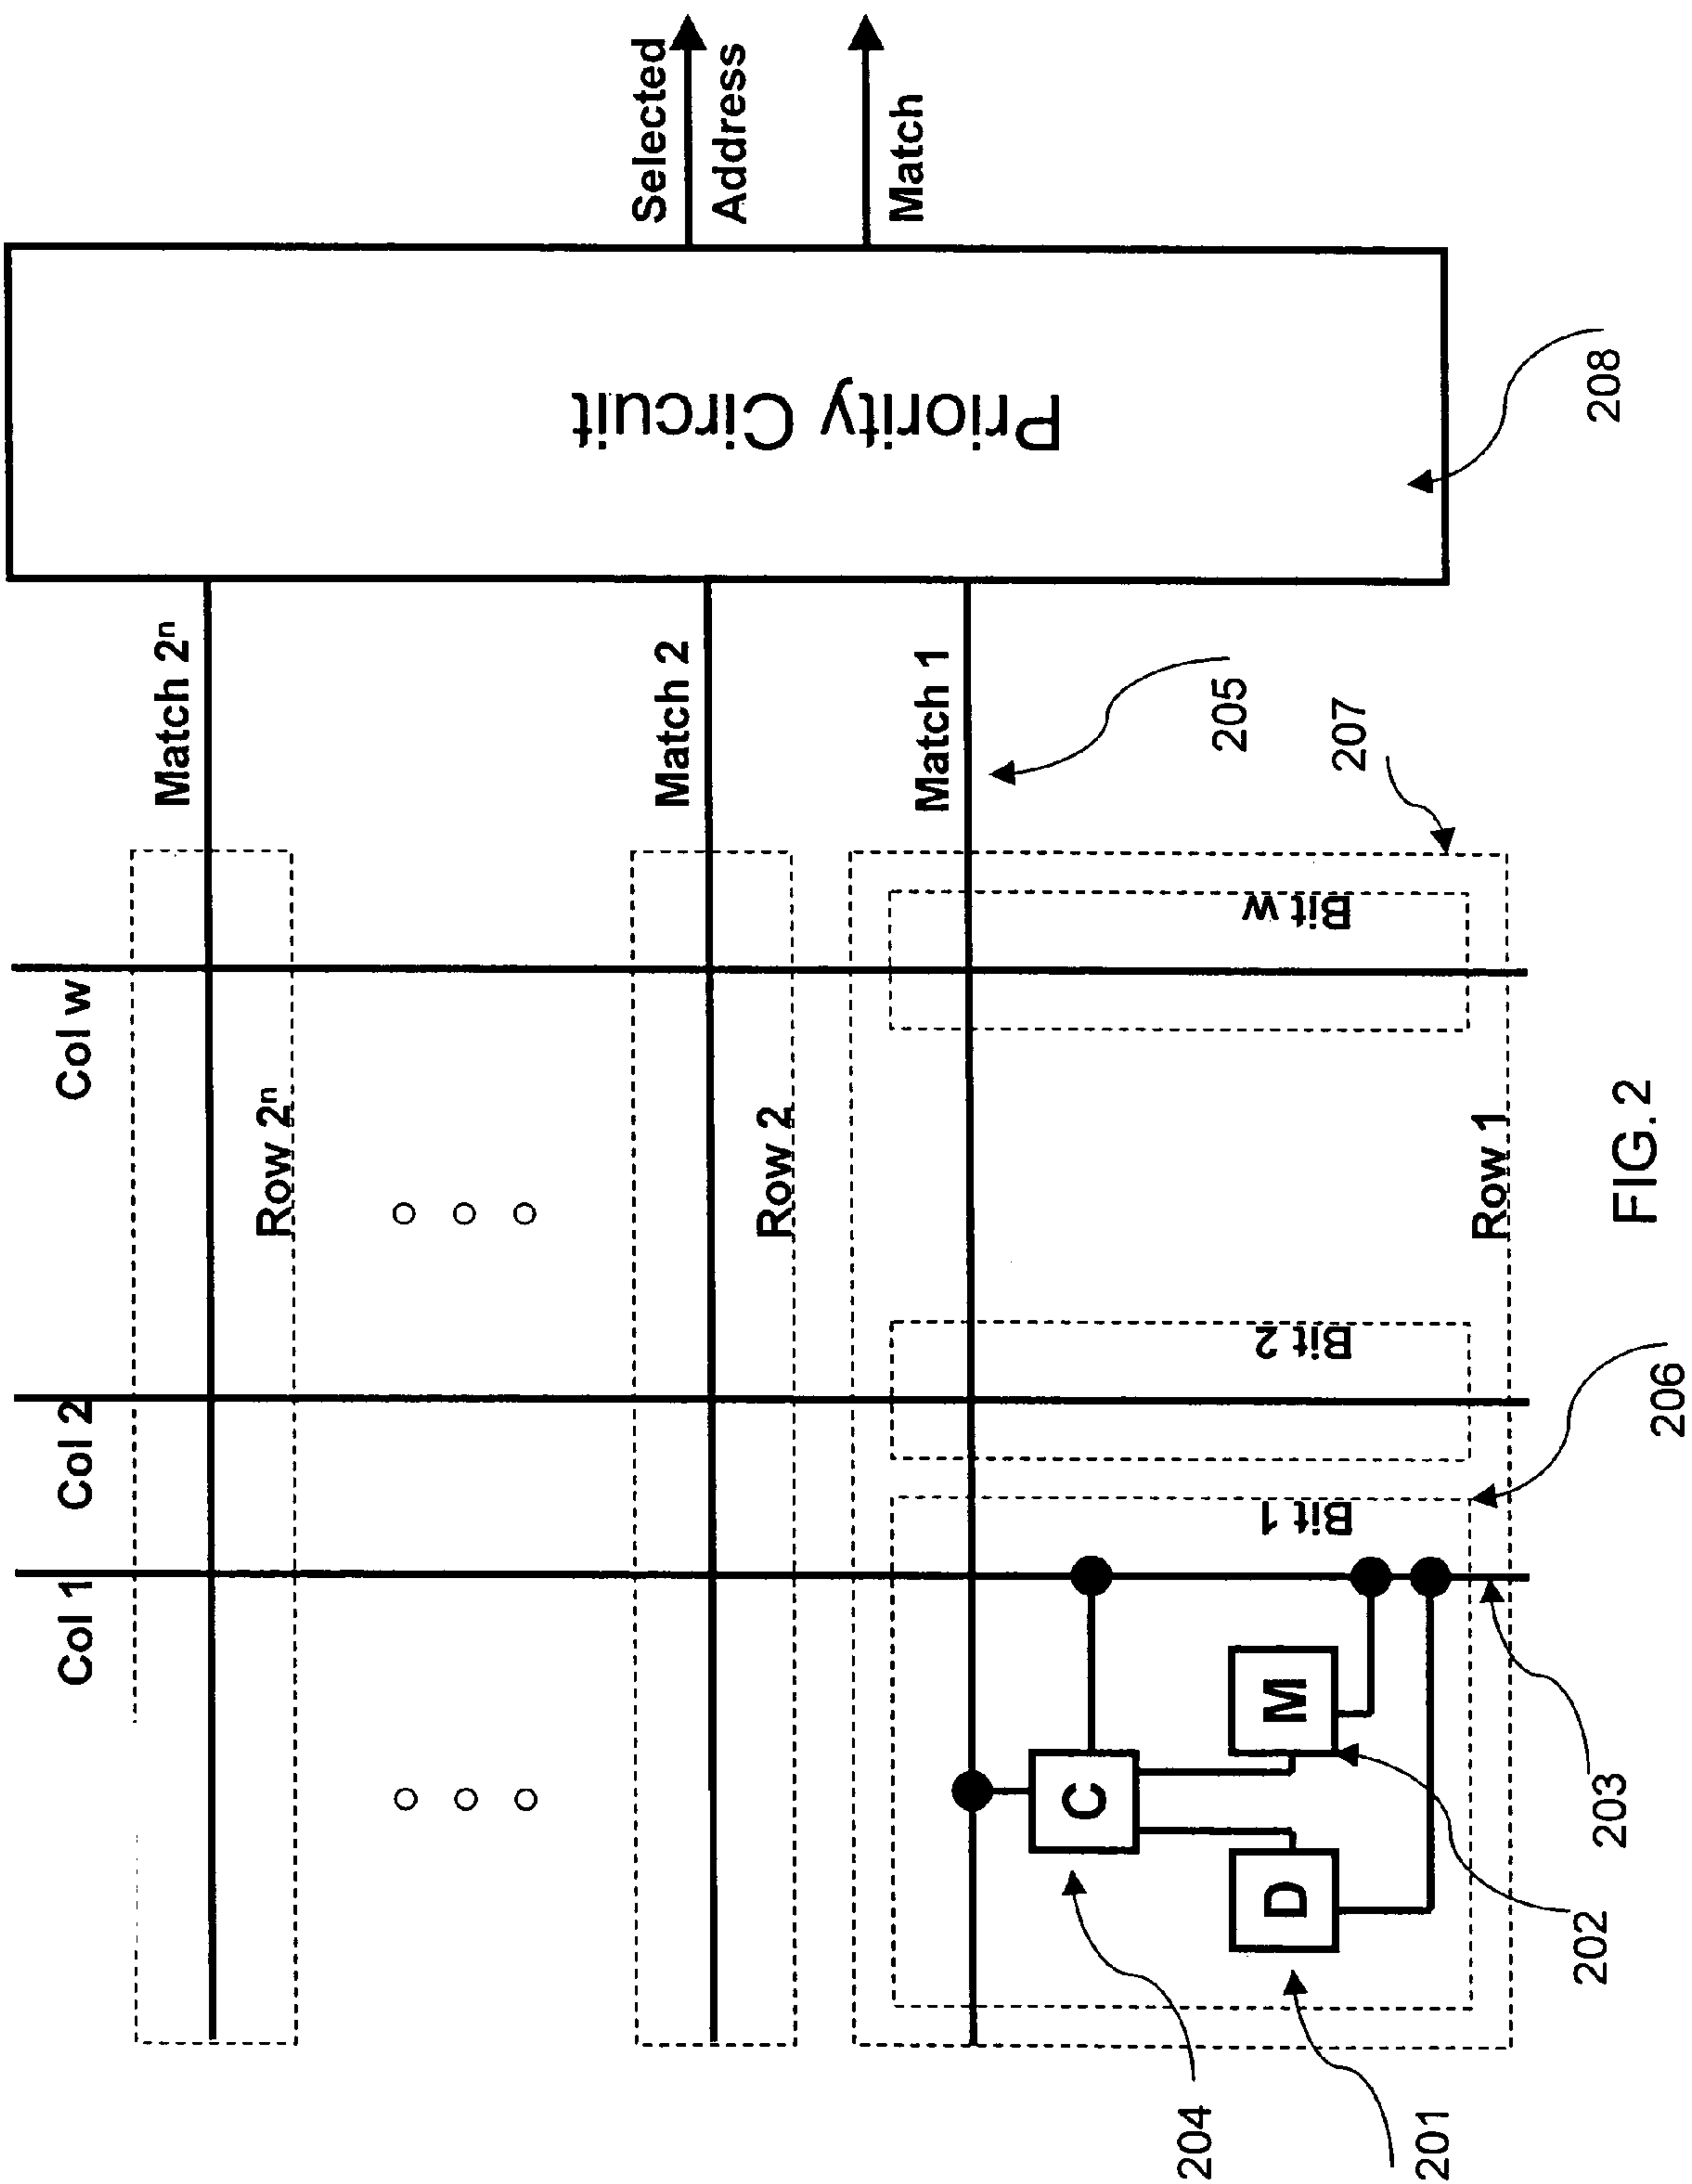 Col 1
Col 2
Col w
Row 2ⁿ
Match 2ⁿ
Row 2
Match 2
Match 1
205
Priority Circuit
Selected
Address
Match
204
201
C
D
M
202
203
Bit 1
206
Bit 2
Row 1
Bit w
207
208
FIG. 2